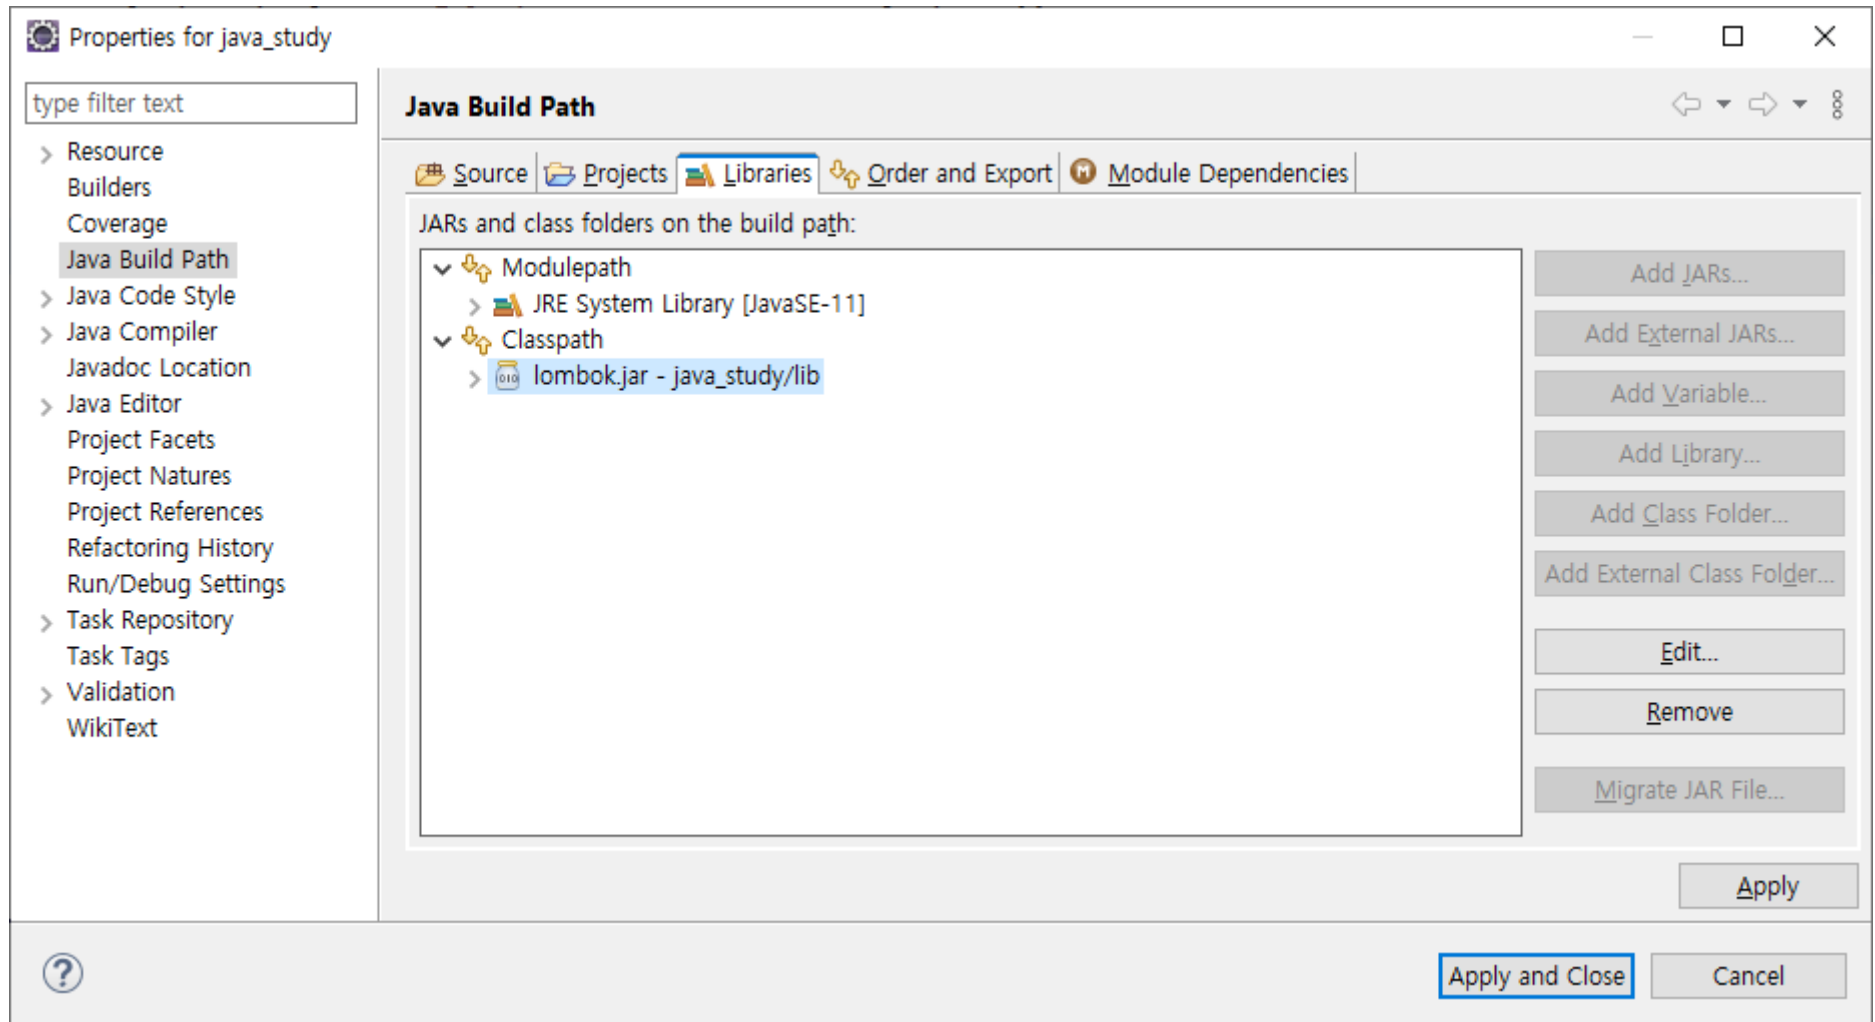 Properties for java_study
type filter text
Resource
Builders
Coverage
Java Build Path
Java Code Style
Java Compiler
Javadoc Location
Java Editor
Project Facets
Project Natures
Project References
Refactoring History
Run/Debug Settings
Task Repository
Task Tags
Validation
WikiText
Java Build Path
Source Projects Libraries Order and Export Module Dependencies
JARs and class folders on the build path:
Modulepath
JRE System Library [JavaSE-11]
Classpath
lombok.jar - java_study/lib
Add JARs...
Add External JARs...
Add Variable...
Add Library...
Add Class Folder...
Add External Class Folder...
Edit...
Remove
Migrate JAR File...
Apply
?
Apply and Close Cancel